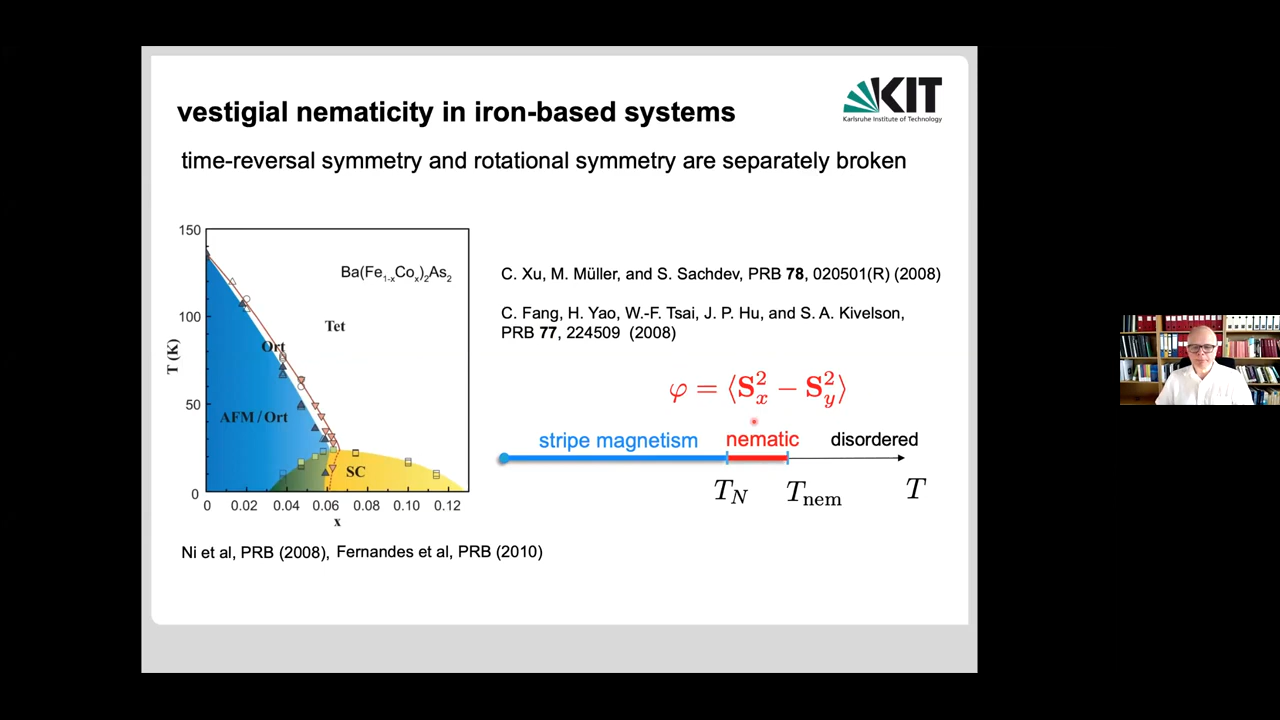 vestigial nematicity in iron-based systems
KIT
Karlsruhe Institute of Technology
time-reversal symmetry and rotational symmetry are separately broken
150
100
50
0
T (K)
Ba(Fe1-xCox)2As2
Tet
Ort
AFM / Ort
SC
0 0.02 0.04 0.06 0.08 0.10 0.12
x
Ni et al, PRB (2008), Fernandes et al, PRB (2010)
C. Xu, M. Müller, and S. Sachdev, PRB 78, 020501(R) (2008)
C. Fang, H. Yao, W.-F. Tsai, J. P. Hu, and S. A. Kivelson,
PRB 77, 224509 (2008)
φ = ⟨S²ₓ − S²ᵧ⟩
stripe magnetism nematic disordered
T_N T_nem T